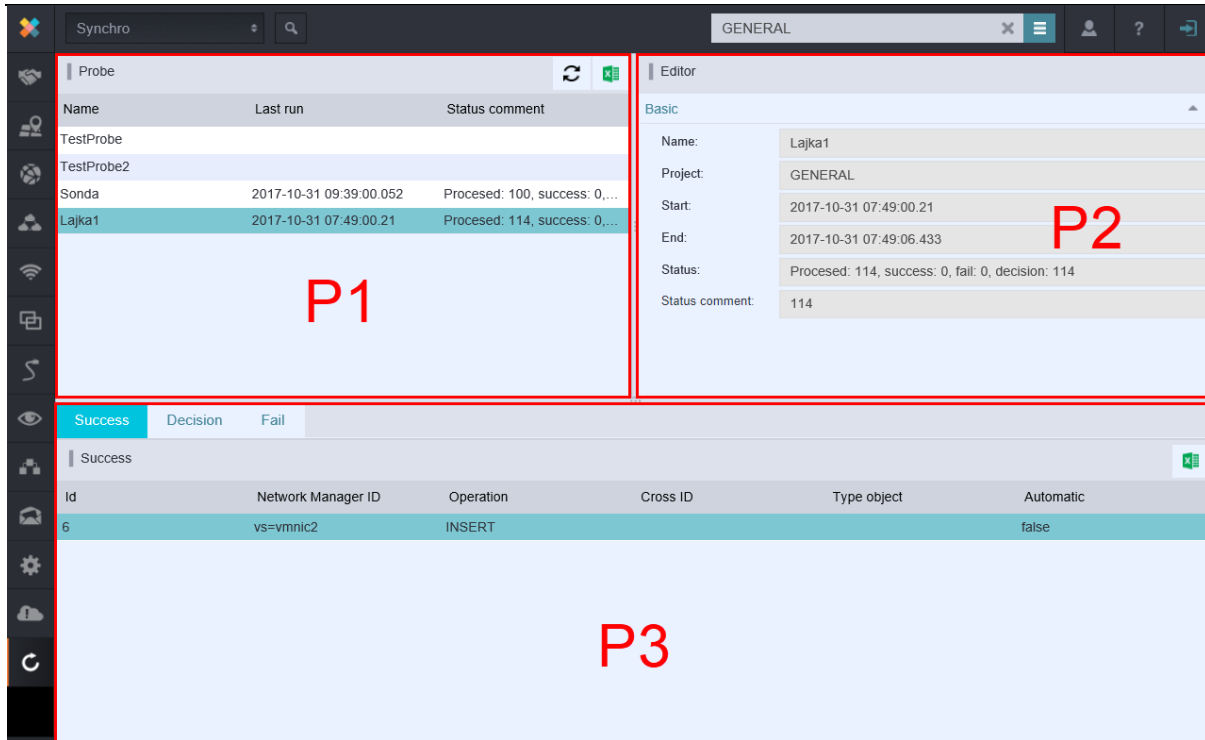 Synchro
GENERAL
?
Probe
Name Last run Status comment
TestProbe
TestProbe2
Sonda 2017-10-31 09:39:00.052 Procesed: 100, success: 0,...
Lajka1 2017-10-31 07:49:00.21 Procesed: 114, success: 0,...
P1
Editor
Basic
Name: Lajka1
Project: GENERAL
Start: 2017-10-31 07:49:00.21
End: 2017-10-31 07:49:06.433
Status: Procesed: 114, success: 0, fail: 0, decision: 114
Status comment: 114
P2
Success Decision Fail
Success
Id Network Manager ID Operation Cross ID Type object Automatic
6 vs=vmnic2 INSERT false
P3